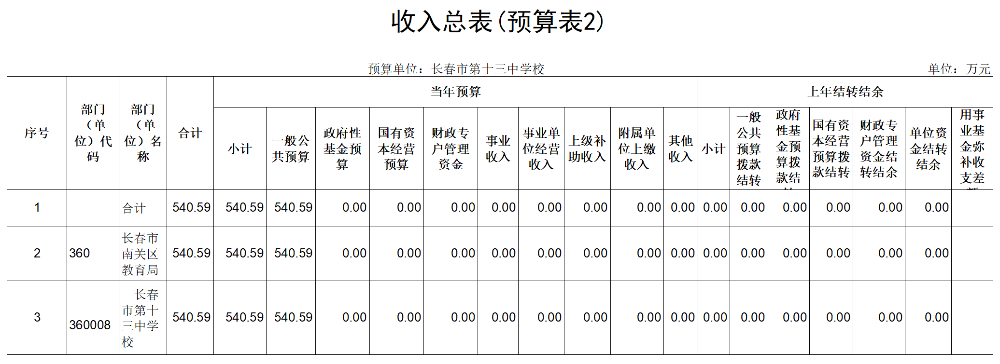 收入总表(预算表2)
预算单位：长春市第十三中学校 单位：万元
序号 部门（单位）代码 部门（单位）名称 合计 当年预算 上年结转结余
小计 一般公共预算 政府性基金预算 国有资本经营预算 财政专户管理资金 事业收入 事业单位经营收入 上级补助收入 附属单位上缴收入 其他收入 小计 一般公共预算拨款结转 政府性基金预算拨款结 国有资本经营预算拨款结转 财政专户管理资金结转结余 单位资金结转结余 用事业基金弥补收支差
1 合计 540.59 540.59 540.59 0.00 0.00 0.00 0.00 0.00 0.00 0.00 0.00 0.00 0.00 0.00 0.00 0.00 0.00
2 360 长春市南关区教育局 540.59 540.59 540.59 0.00 0.00 0.00 0.00 0.00 0.00 0.00 0.00 0.00 0.00 0.00 0.00 0.00 0.00
3 360008 长春市第十三中学校 540.59 540.59 540.59 0.00 0.00 0.00 0.00 0.00 0.00 0.00 0.00 0.00 0.00 0.00 0.00 0.00 0.00